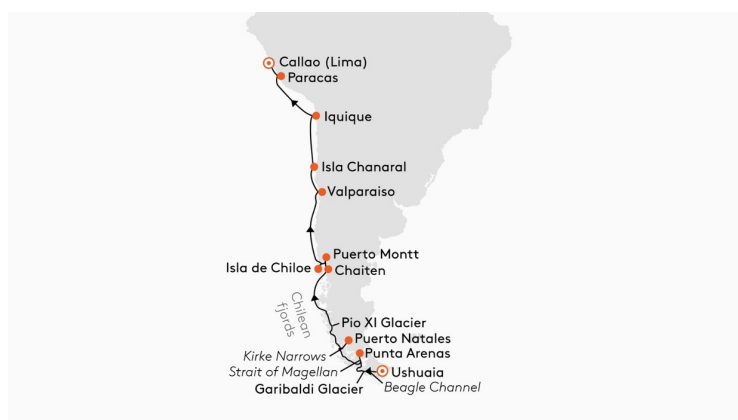 Callao (Lima)
Paracas
Iquique
Isla Chanaral
Valparaiso
Puerto Montt
Isla de Chiloe
Chaiten
Chilean
fjords
Pio XI Glacier
Puerto Natales
Kirke Narrows
Punta Arenas
Strait of Magellan
Ushuaia
Garibaldi Glacier
Beagle Channel